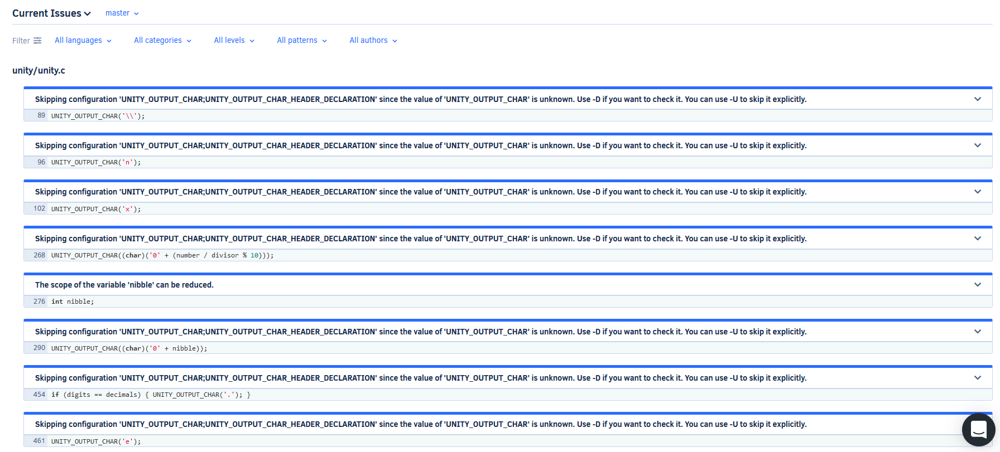 Current Issues master
Filter All languages All categories All levels All patterns All authors
unity/unity.c
Skipping configuration 'UNITY_OUTPUT_CHAR;UNITY_OUTPUT_CHAR_HEADER_DECLARATION' since the value of 'UNITY_OUTPUT_CHAR' is unknown. Use -D if you want to check it. You can use -U to skip it explicitly.
89 UNITY_OUTPUT_CHAR('\\');
Skipping configuration 'UNITY_OUTPUT_CHAR;UNITY_OUTPUT_CHAR_HEADER_DECLARATION' since the value of 'UNITY_OUTPUT_CHAR' is unknown. Use -D if you want to check it. You can use -U to skip it explicitly.
96 UNITY_OUTPUT_CHAR('n');
Skipping configuration 'UNITY_OUTPUT_CHAR;UNITY_OUTPUT_CHAR_HEADER_DECLARATION' since the value of 'UNITY_OUTPUT_CHAR' is unknown. Use -D if you want to check it. You can use -U to skip it explicitly.
102 UNITY_OUTPUT_CHAR('x');
Skipping configuration 'UNITY_OUTPUT_CHAR;UNITY_OUTPUT_CHAR_HEADER_DECLARATION' since the value of 'UNITY_OUTPUT_CHAR' is unknown. Use -D if you want to check it. You can use -U to skip it explicitly.
268 UNITY_OUTPUT_CHAR((char)('0' + (number / divisor % 10)));
The scope of the variable 'nibble' can be reduced.
276 int nibble;
Skipping configuration 'UNITY_OUTPUT_CHAR;UNITY_OUTPUT_CHAR_HEADER_DECLARATION' since the value of 'UNITY_OUTPUT_CHAR' is unknown. Use -D if you want to check it. You can use -U to skip it explicitly.
290 UNITY_OUTPUT_CHAR((char)('0' + nibble));
Skipping configuration 'UNITY_OUTPUT_CHAR;UNITY_OUTPUT_CHAR_HEADER_DECLARATION' since the value of 'UNITY_OUTPUT_CHAR' is unknown. Use -D if you want to check it. You can use -U to skip it explicitly.
454 if (digits == decimals) { UNITY_OUTPUT_CHAR('.'); }
Skipping configuration 'UNITY_OUTPUT_CHAR;UNITY_OUTPUT_CHAR_HEADER_DECLARATION' since the value of 'UNITY_OUTPUT_CHAR' is unknown. Use -D if you want to check it. You can use -U to skip it explicitly.
461 UNITY_OUTPUT_CHAR('e');